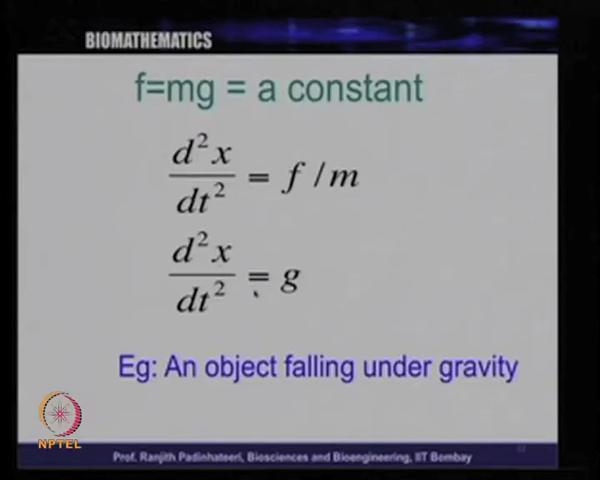 BIOMATHEMATICS
f=mg = a constant
d²x/dt² = f/m
d²x/dt² = g
Eg: An object falling under gravity
NPTEL
Prof. Ranjith Padinhateeri, Biosciences and Bioengineering, IIT Bombay